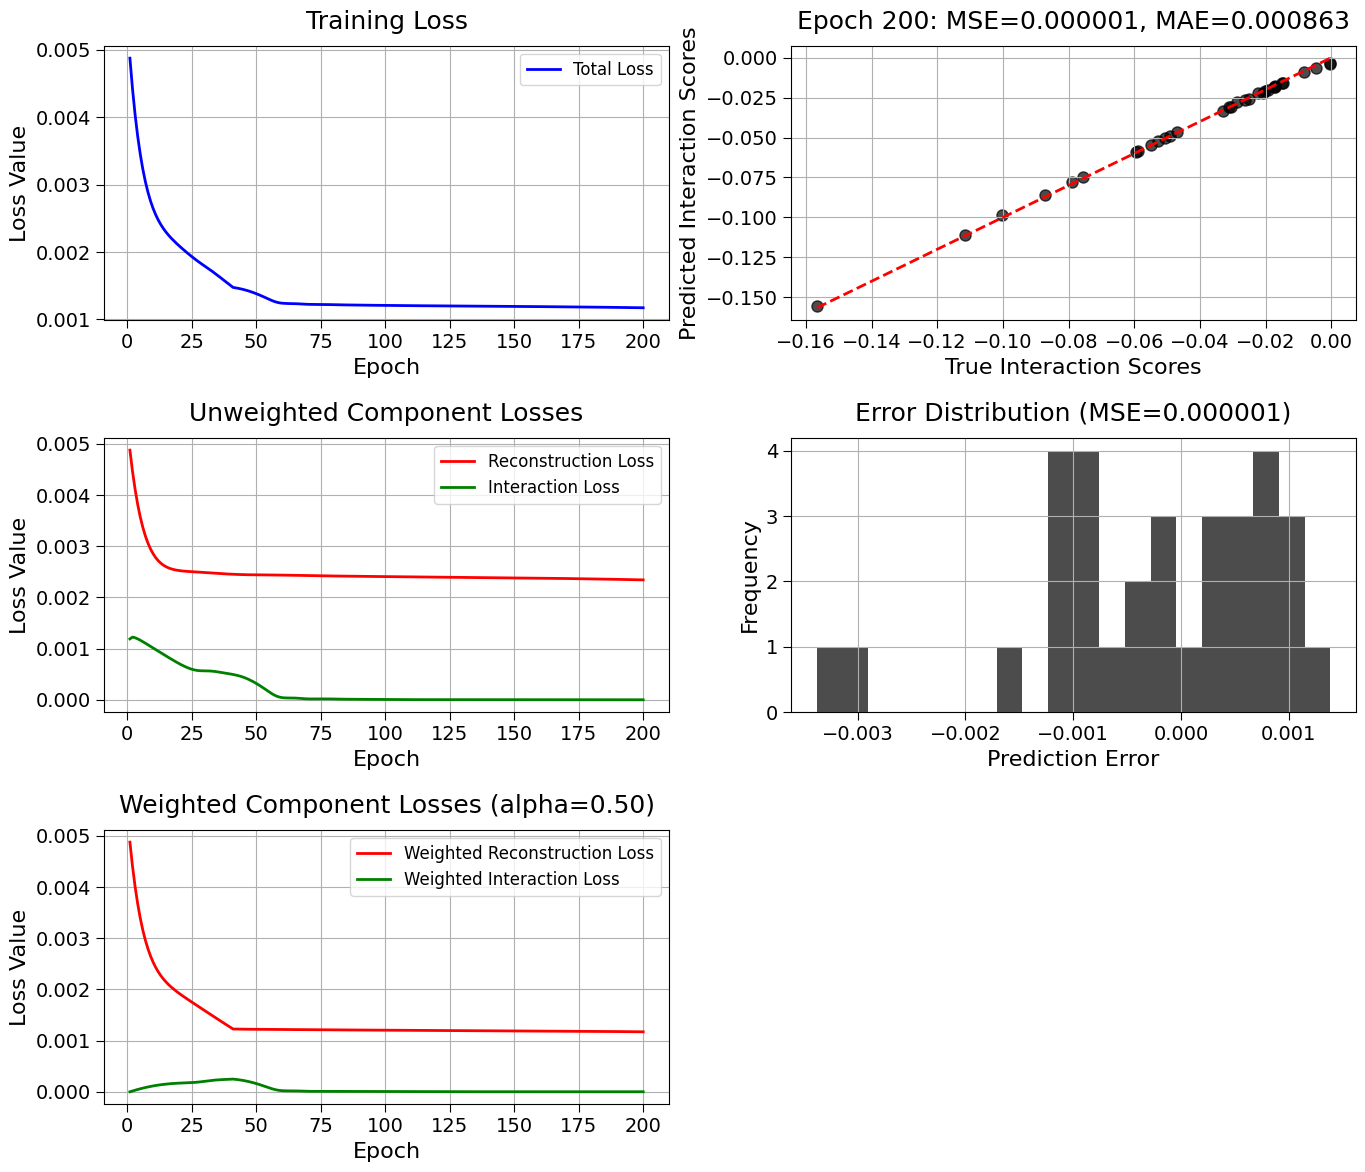 Training Loss
Loss Value
0.005
0.004
0.003
0.002
0.001
Total Loss
0 25 50 75 100 125 150 175 200
Epoch
Epoch 200: MSE=0.000001, MAE=0.000863
Predicted Interaction Scores
0.000
−0.025
−0.050
−0.075
−0.100
−0.125
−0.150
−0.16 −0.14 −0.12 −0.10 −0.08 −0.06 −0.04 −0.02 0.00
True Interaction Scores
Unweighted Component Losses
Loss Value
0.005
0.004
0.003
0.002
0.001
0.000
Reconstruction Loss
Interaction Loss
0 25 50 75 100 125 150 175 200
Epoch
Error Distribution (MSE=0.000001)
Frequency
4
3
2
1
0
−0.003 −0.002 −0.001 0.000 0.001
Prediction Error
Weighted Component Losses (alpha=0.50)
Loss Value
0.005
0.004
0.003
0.002
0.001
0.000
Weighted Reconstruction Loss
Weighted Interaction Loss
0 25 50 75 100 125 150 175 200
Epoch